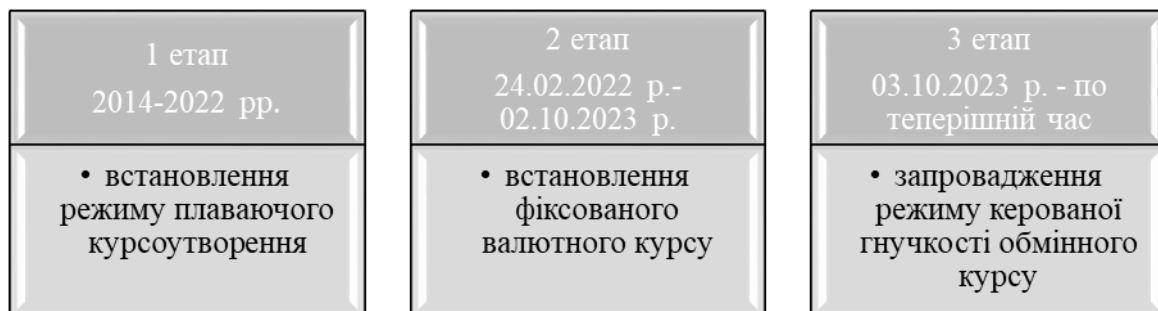 1 етап
2014-2022 рр.
• встановлення
режиму плаваючого
курсоутворення
2 етап
24.02.2022 р.-
02.10.2023 р.
• встановлення
фіксованого
валютного курсу
3 етап
03.10.2023 р. - по
теперішній час
• запровадження
режиму керованої
гнучкості обмінного
курсу